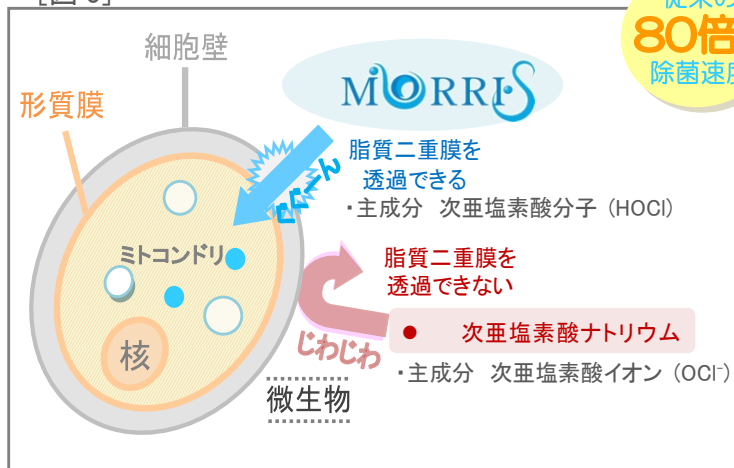 従来の
80倍
除菌速度
細胞壁
形質膜
MORRIS
脂質二重膜を
透過できる
・主成分 次亜塩素酸分子（HOCl）
ミトコンドリ
脂質二重膜を
透過できない
● 次亜塩素酸ナトリウム
じわじわ
・主成分 次亜塩素酸イオン（OCl⁻）
核
微生物